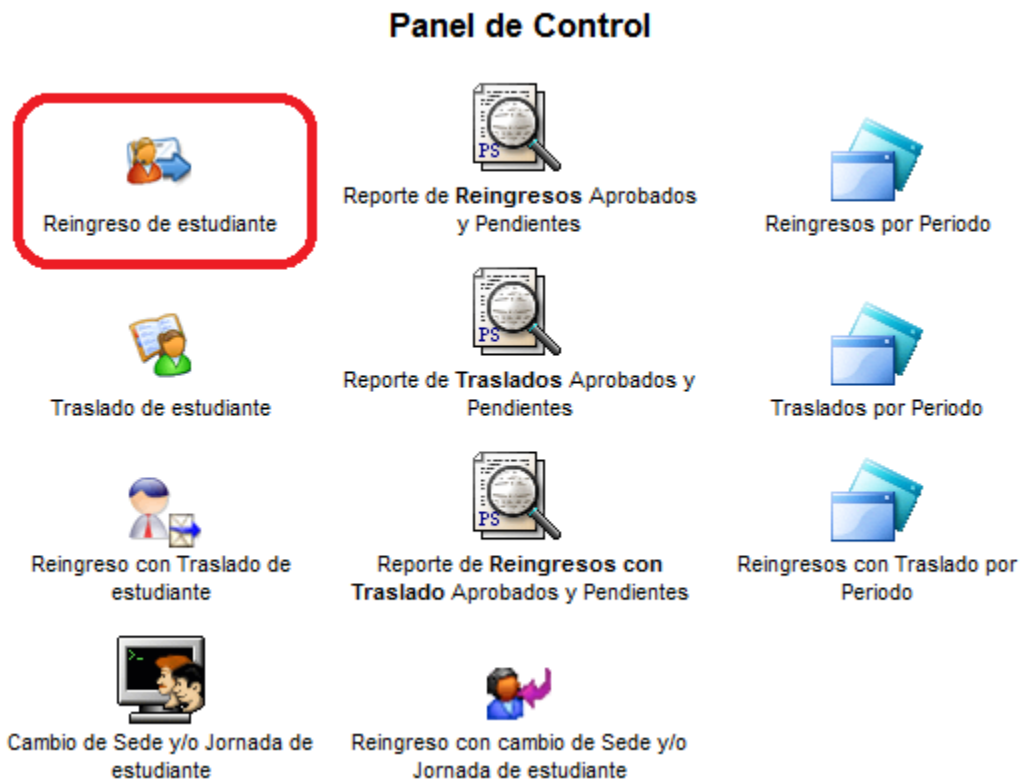 Panel de Control
Reingreso de estudiante
PS
Reporte de Reingresos Aprobados
y Pendientes
Reingresos por Periodo
Traslado de estudiante
PS
Reporte de Traslados Aprobados y
Pendientes
Traslados por Periodo
Reingreso con Traslado de
estudiante
PS
Reporte de Reingresos con
Traslado Aprobados y Pendientes
Reingresos con Traslado por
Periodo
>_
Cambio de Sede y/o Jornada de
estudiante
Reingreso con cambio de Sede y/o
Jornada de estudiante